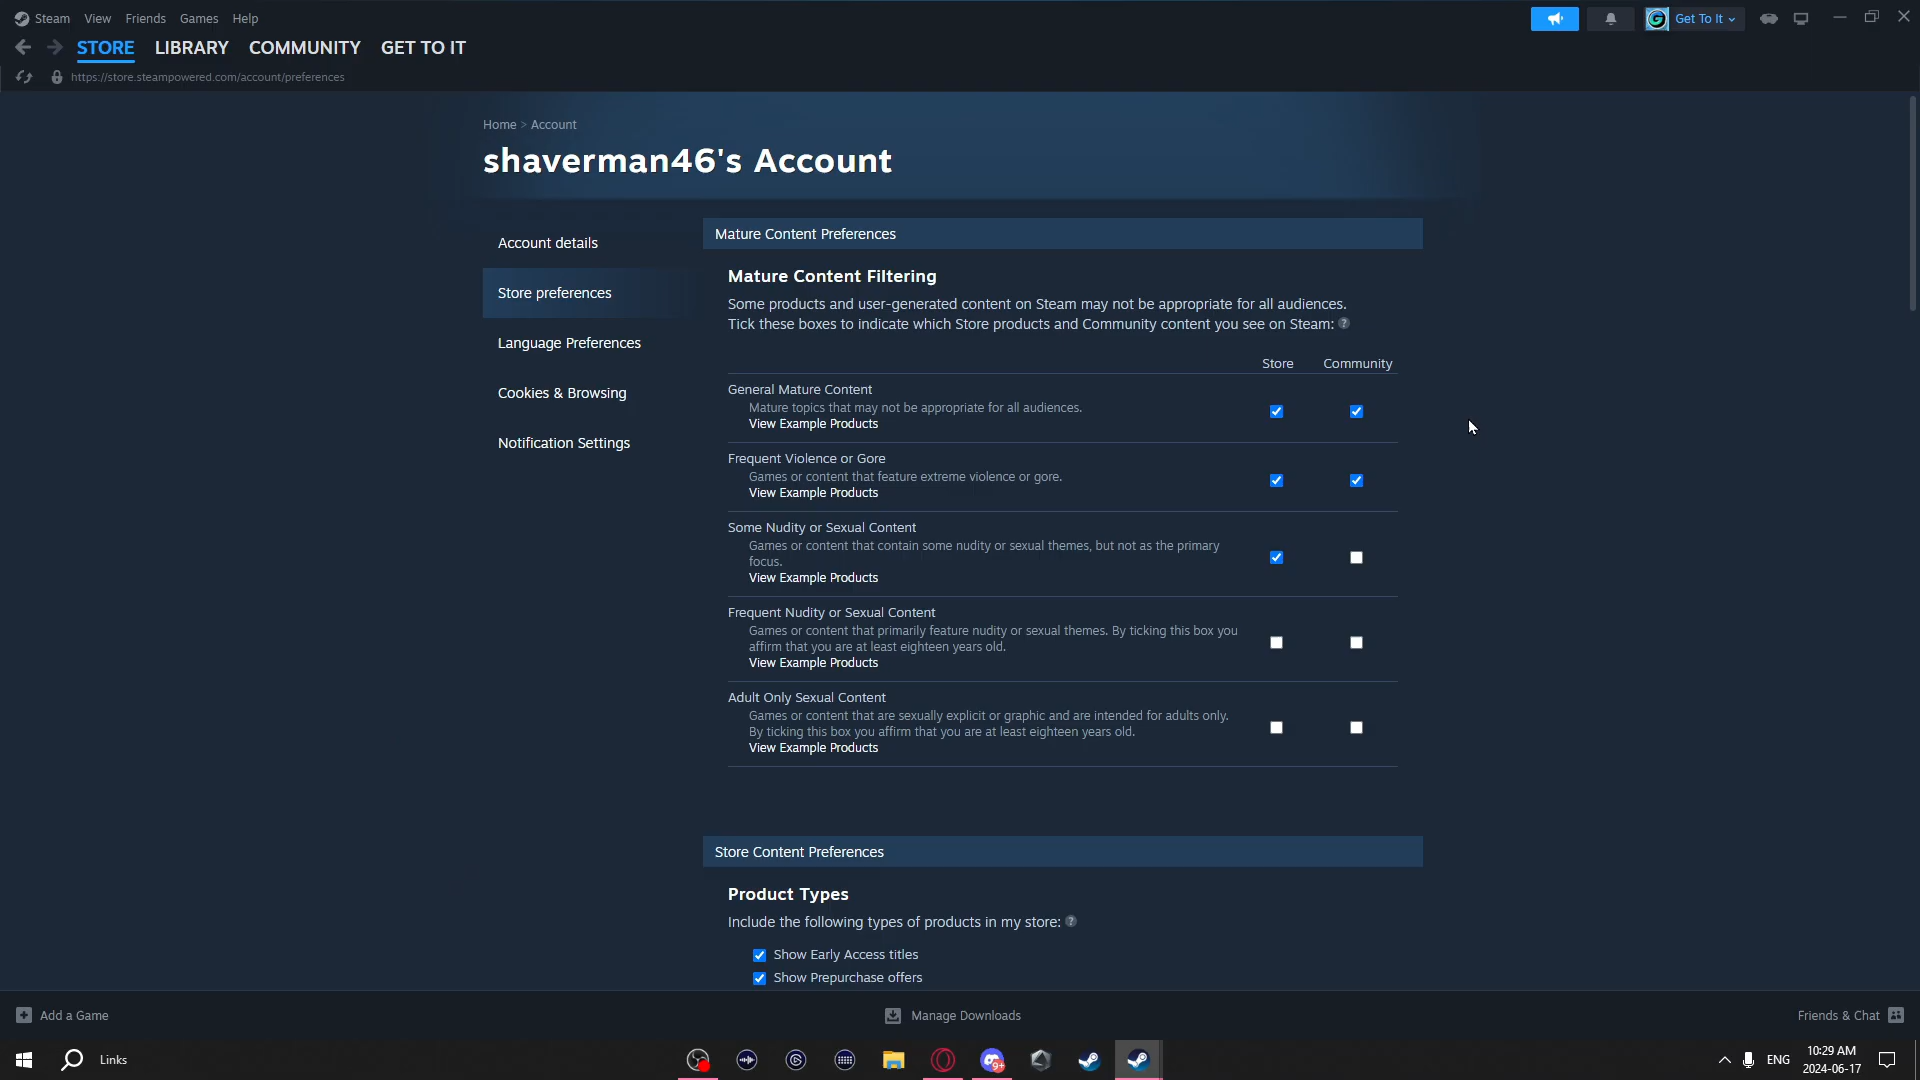 Steam View Friends Games Help
Get To It
STORE LIBRARY COMMUNITY GET TO IT
https://store.steampowered.com/account/preferences
Home > Account
shaverman46's Account
Account details
Store preferences
Language Preferences
Cookies & Browsing
Notification Settings
Mature Content Preferences
Mature Content Filtering
Some products and user-generated content on Steam may not be appropriate for all audiences.
Tick these boxes to indicate which Store products and Community content you see on Steam: ?
Store Community
General Mature Content
Mature topics that may not be appropriate for all audiences.
View Example Products
Frequent Violence or Gore
Games or content that feature extreme violence or gore.
View Example Products
Some Nudity or Sexual Content
Games or content that contain some nudity or sexual themes, but not as the primary
focus.
View Example Products
Frequent Nudity or Sexual Content
Games or content that primarily feature nudity or sexual themes. By ticking this box you
affirm that you are at least eighteen years old.
View Example Products
Adult Only Sexual Content
Games or content that are sexually explicit or graphic and are intended for adults only.
By ticking this box you affirm that you are at least eighteen years old.
View Example Products
Store Content Preferences
Product Types
Include the following types of products in my store: ?
Show Early Access titles
Show Prepurchase offers
Add a Game
Manage Downloads
Friends & Chat
Links
9+
ENG
10:29 AM
2024-06-17